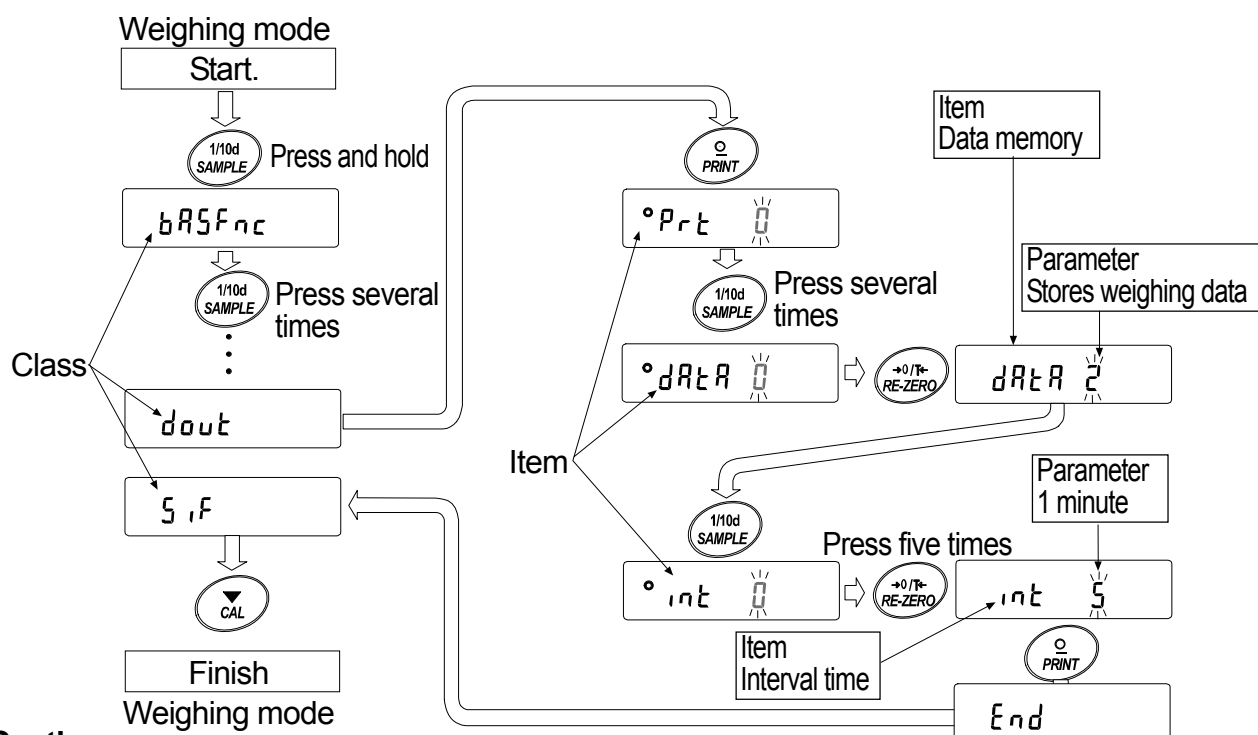 Weighing mode
Start.
1/10d
SAMPLE
Press and hold
bASFnc
1/10d
SAMPLE
Press several
times
Class
dout
SiF
CAL
Finish
Weighing mode
PRINT
Prt 0
1/10d
SAMPLE
Press several
times
Item
Data memory
Parameter
Stores weighing data
dAtA 0
→0/T←
RE-ZERO
dAtA 2
Item
1/10d
SAMPLE
Parameter
1 minute
Press five times
int 0
→0/T←
RE-ZERO
int 5
Item
Interval time
PRINT
End